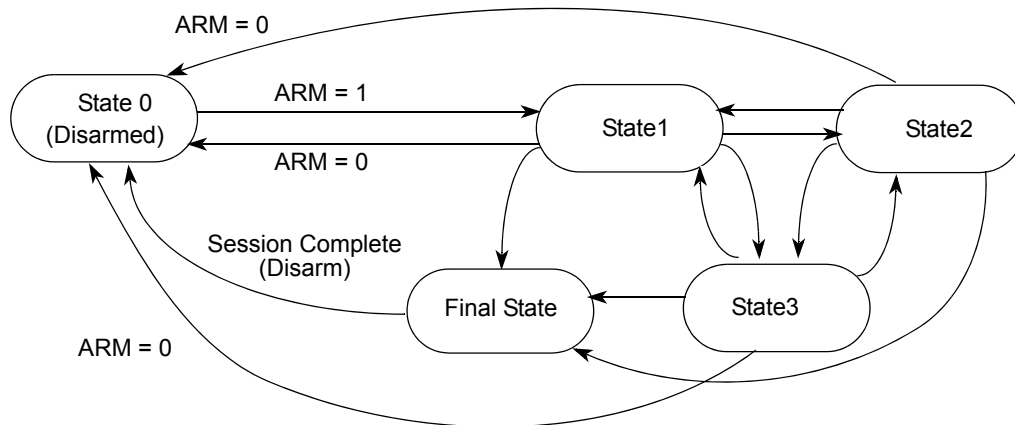 ARM = 0
State 0
(Disarmed)
ARM = 1
ARM = 0
State1
State2
Session Complete
(Disarm)
Final State
State3
ARM = 0